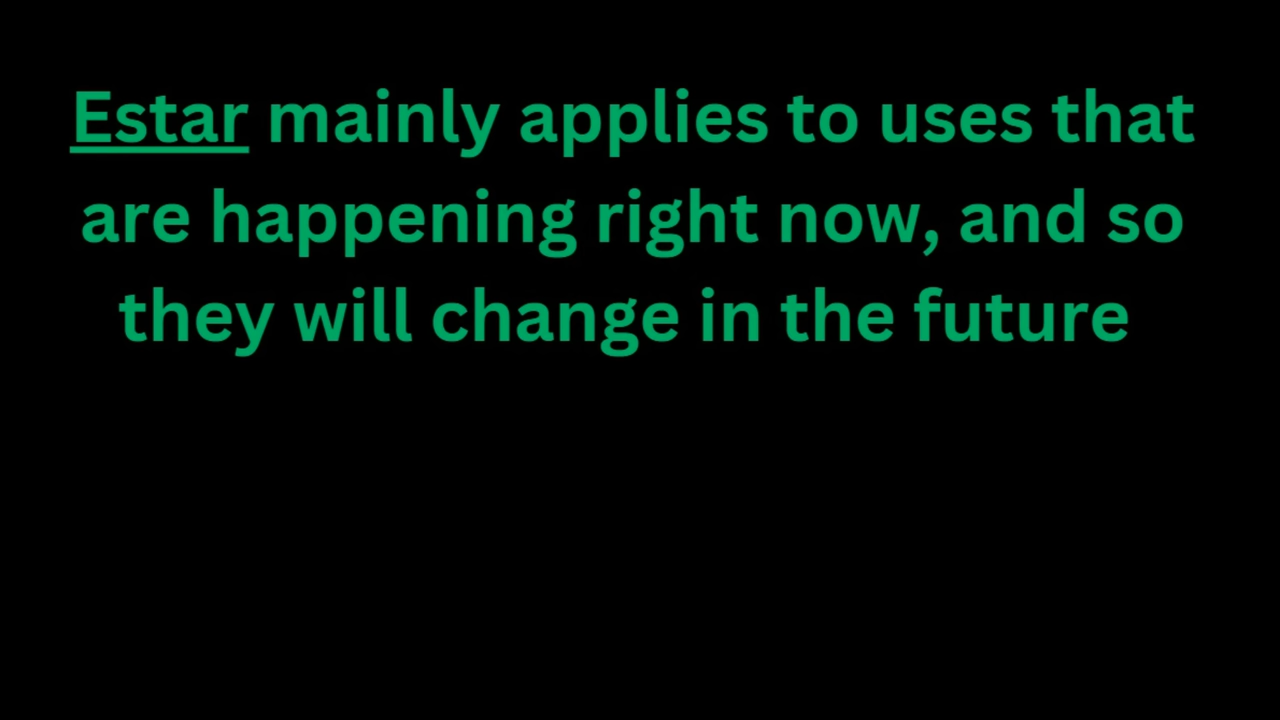 Estar mainly applies to uses that
are happening right now, and so
they will change in the future